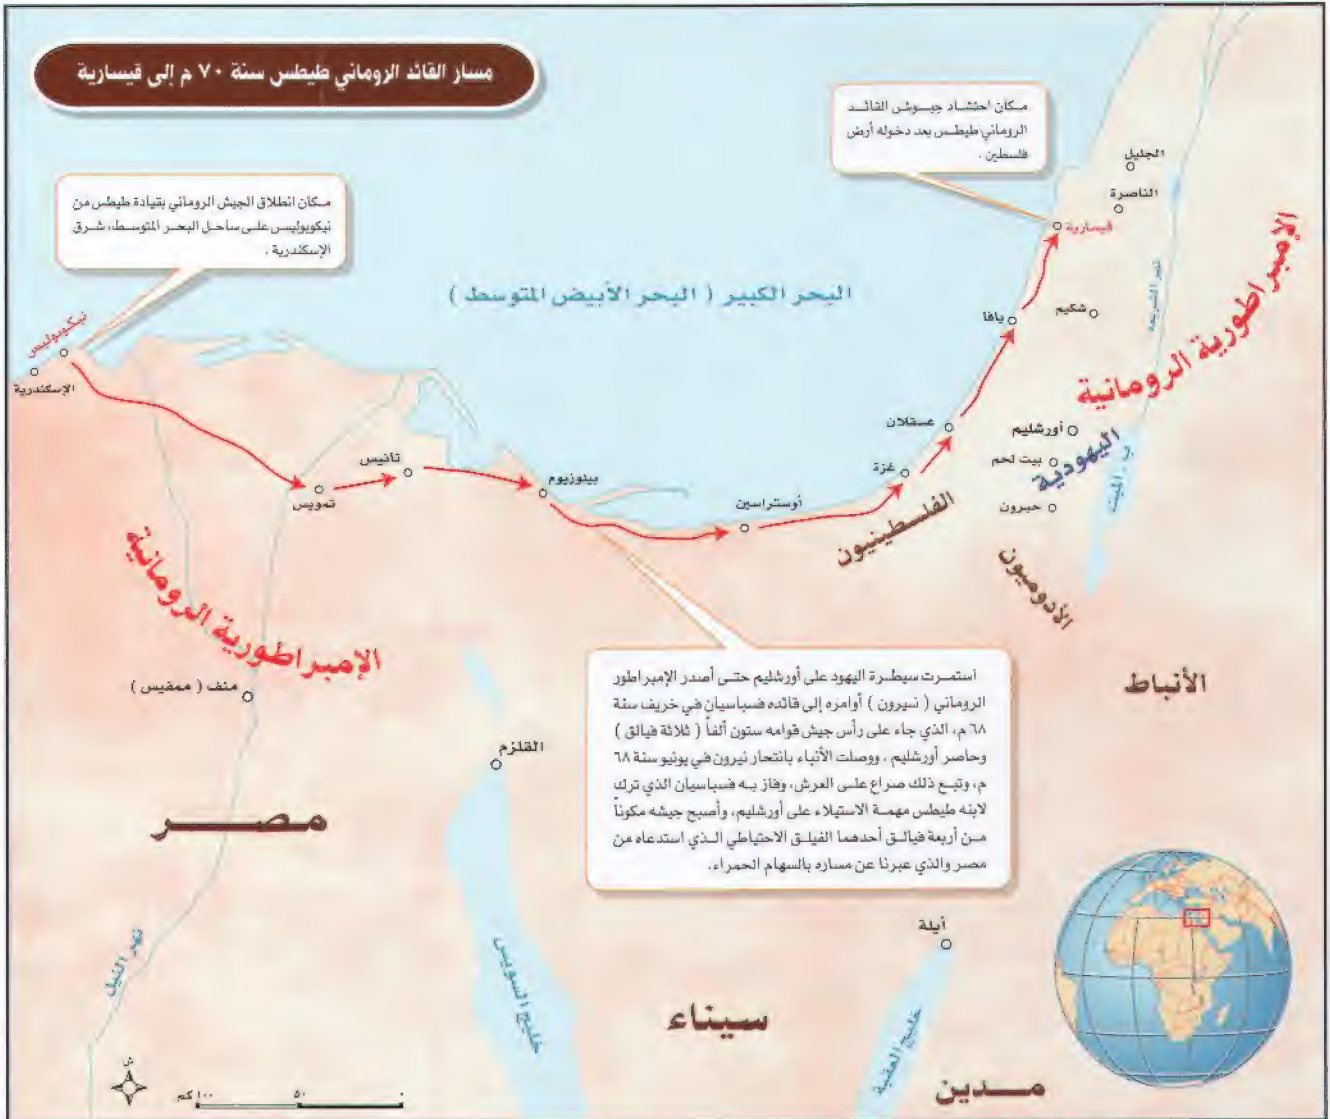 مسار القائد الروماني طيطس سنة ٧٠ م إلى قيسارية
مكان احتشاد جيوش القائد
الروماني طيطس بعد دخوله أرض
فلسطين .
مكان انطلاق الجيش الروماني بقيادة طيطس من
نيكوبوليس على ساحل البحر المتوسط، شرق
الإسكندرية .
الجليل
الناصرة
قيسارية
الإمبراطورية الرومانية
نهر الشريعة
البحر الكبير ( البحر الأبيض المتوسط )
شكيم
يافا
نيكوبوليس
الإسكندرية
عسقلان
أورشليم
بيت لحم
اليهودية
حبرون
ب . الميت
غزة
تانيس
تمويس
بيلوزيوم
أوستراسين
الفلسطينيون
الأدوميون
الأنباط
الإمبراطورية الرومانية
منف ( ممفيس )
استمرت سيطرة اليهود على أورشليم حتى أصدر الإمبراطور
الروماني ( نيرون ) أوامره إلى قائده فسباسيان في خريف سنة
٦٨ م، الذي جاء على رأس جيش قوامه ستون ألفاً ( ثلاثة فيالق )
وحاصر أورشليم ، ووصلت الأنباء بانتحار نيرون في يونيو سنة ٦٨
م، وتبع ذلك صراع على العرش، وفاز به فسباسيان الذي ترك
لابنه طيطس مهمة الاستيلاء على أورشليم، وأصبح جيشه مكوناً
من أربعة فيالق أحدهما الفيلق الاحتياطي الذي استدعاه من
مصر والذي عبرنا عن مساره بالسهام الحمراء.
القلزم
مصر
نهر النيل
خليج السويس
سيناء
أيلة
خليج العقبة
مدين
ش
١٠٠ كم ٥٠ ٠